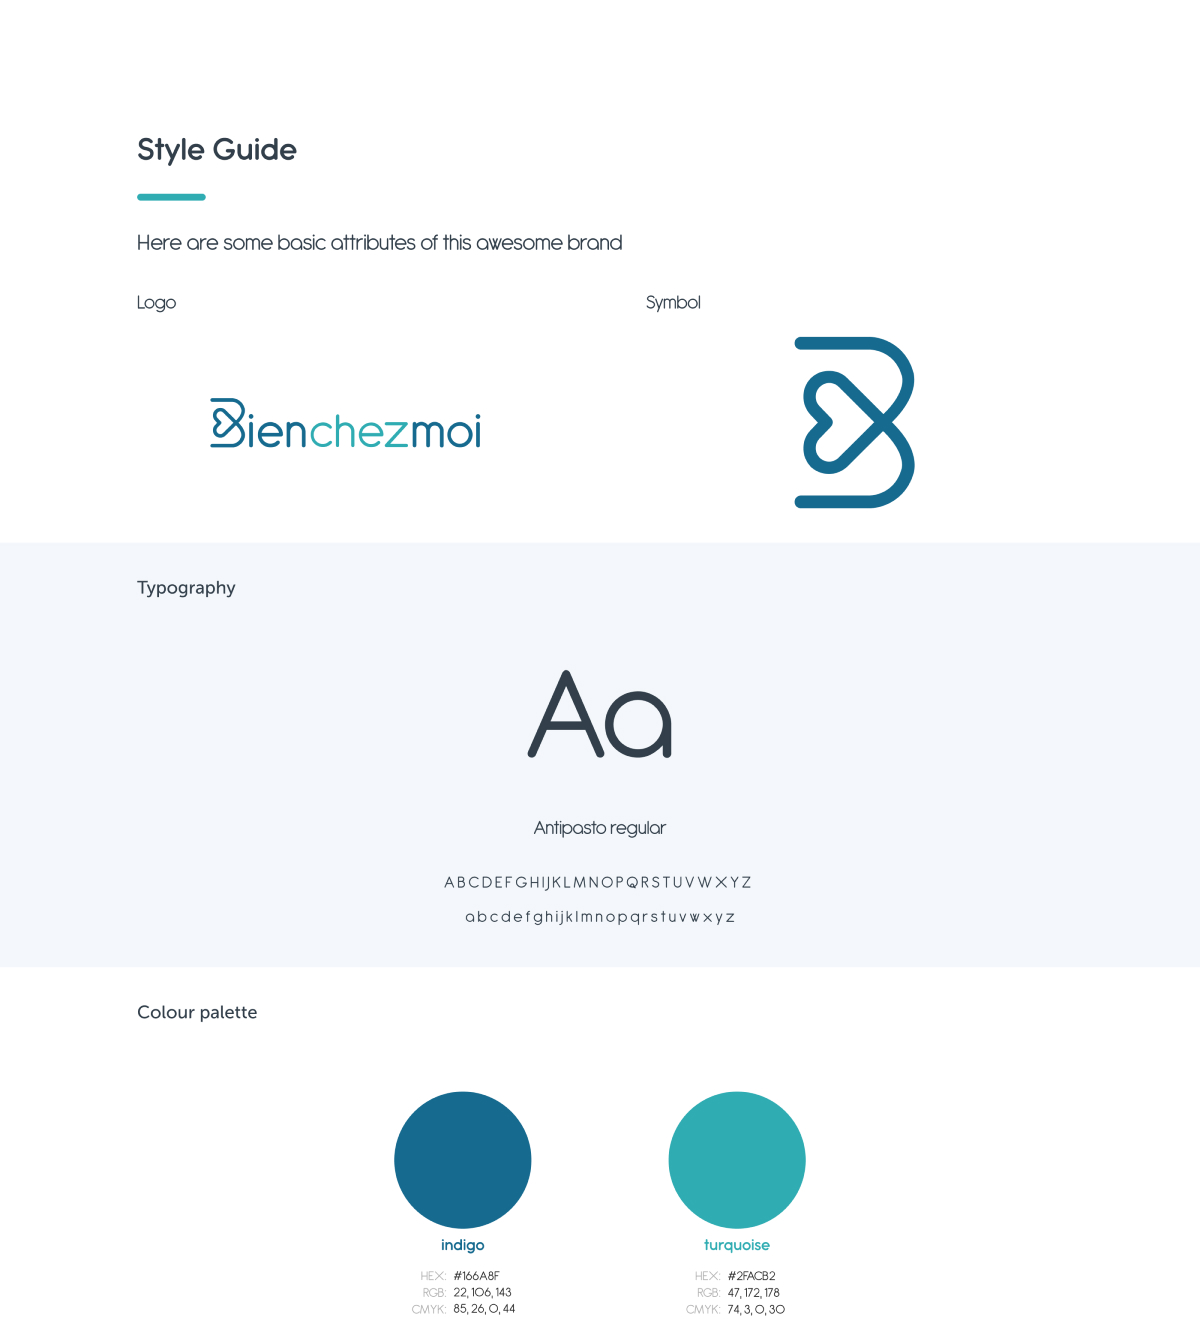 Style Guide
Here are some basic attributes of this awesome brand
Logo
Symbol
Bienchezmoi
Typography
Aa
Antipasto regular
ABCDEFGHIJKLMNOPQRSTUVWXYZ
abcdefghijklmnopqrstuvwxyz
Colour palette
indigo
HEX: #166A8F
RGB: 22, 106, 143
CMYK: 85, 26, 0, 44
turquoise
HEX: #2FACB2
RGB: 47, 172, 178
CMYK: 74, 3, 0, 30